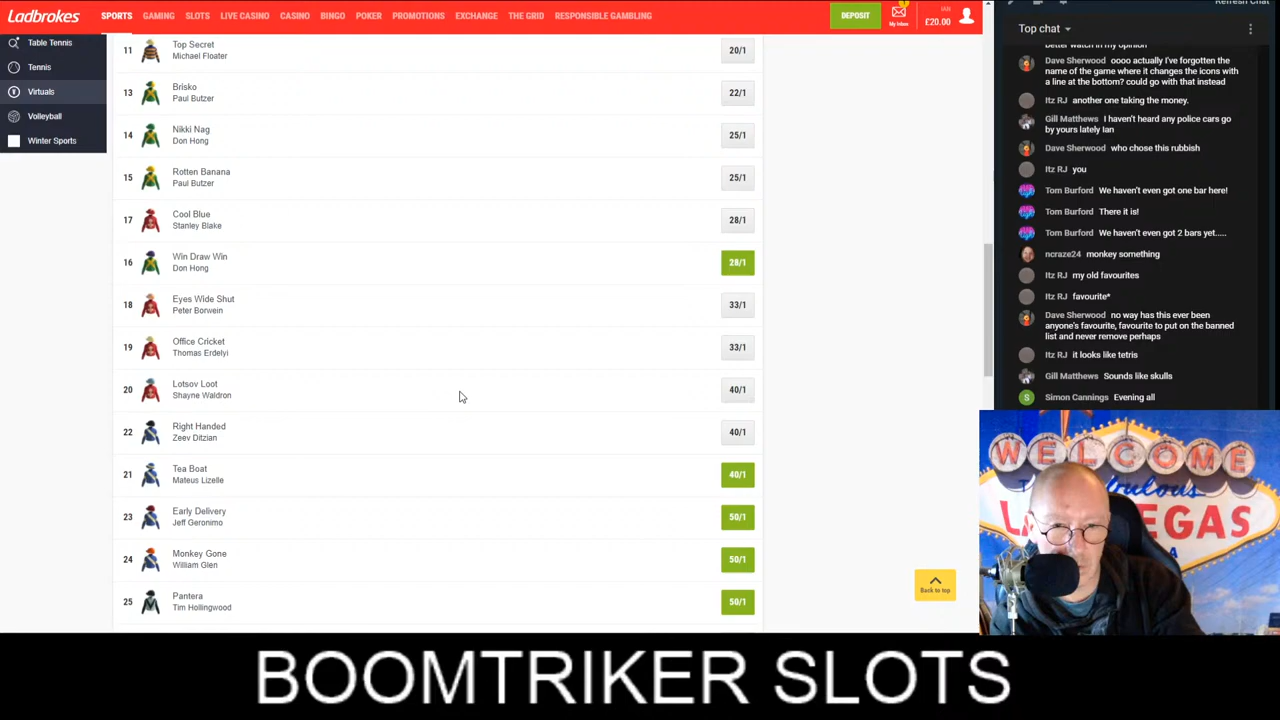 Ladbrokes
SPORTS GAMING SLOTS LIVE CASINO CASINO BINGO POKER PROMOTIONS EXCHANGE THE GRID RESPONSIBLE GAMBLING
DEPOSIT
My Inbox
IAN
£20.00
Table Tennis
Tennis
Virtuals
Volleyball
Winter Sports
11 Top Secret 20/1
Michael Floater
13 Brisko 22/1
Paul Butzer
14 Nikki Nag 25/1
Don Hong
15 Rotten Banana 25/1
Paul Butzer
17 Cool Blue 28/1
Stanley Blake
16 Win Draw Win 28/1
Don Hong
18 Eyes Wide Shut 33/1
Peter Borwein
19 Office Cricket 33/1
Thomas Erdelyi
20 Lotsov Loot 40/1
Shayne Waldron
22 Right Handed 40/1
Zeev Ditzian
21 Tea Boat 40/1
Mateus Lizelle
23 Early Delivery 50/1
Jeff Geronimo
24 Monkey Gone 50/1
William Glen
25 Pantera 50/1
Tim Hollingwood
Back to top
Refresh Chat
Top chat
better watch in my opinion
Dave Sherwood oooo actually I've forgotten the
name of the game where it changes the icons with
a line at the bottom? could go with that instead
Itz RJ another one taking the money.
Gill Matthews I haven't heard any police cars go
by yours lately Ian
Dave Sherwood who chose this rubbish
Itz RJ you
Tom Burford We haven't even got one bar here!
Tom Burford There it is!
Tom Burford We haven't even got 2 bars yet.....
ncraze24 monkey something
Itz RJ my old favourites
Itz RJ favourite*
Dave Sherwood no way has this ever been
anyone's favourite, favourite to put on the banned
list and never remove perhaps
Itz RJ it looks like tetris
Gill Matthews Sounds like skulls
S Simon Cannings Evening all
WELCOME
BOOMTRIKER SLOTS